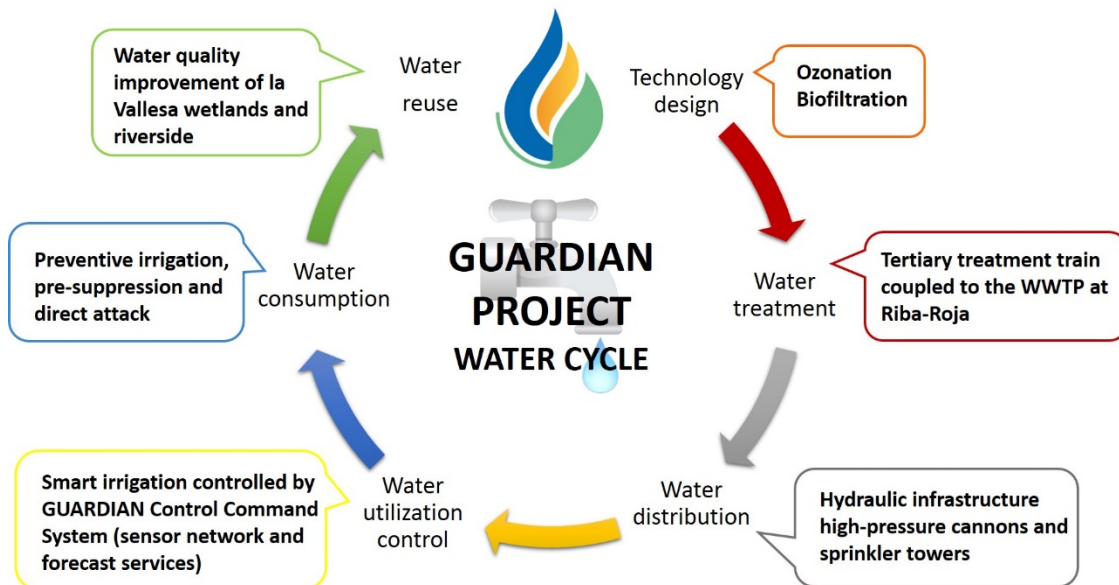 Water quality
improvement of la
Vallesa wetlands and
riverside
Water
reuse
Technology
design
Ozonation
Biofiltration
Preventive irrigation,
pre-suppression and
direct attack
Water
consumption
GUARDIAN
PROJECT
WATER CYCLE
Water
treatment
Tertiary treatment train
coupled to the WWTP at
Riba-Roja
Smart irrigation controlled by
GUARDIAN Control Command
System (sensor network and
forecast services)
Water
utilization
control
Water
distribution
Hydraulic infrastructure
high-pressure cannons and
sprinkler towers